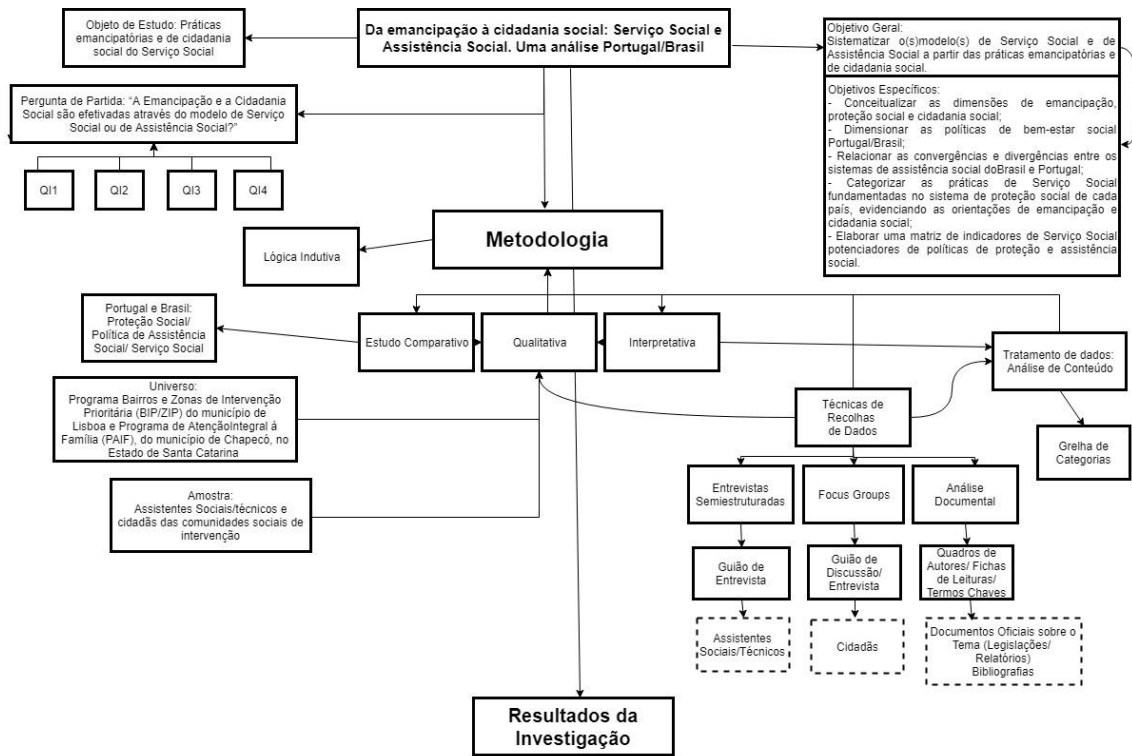 Da emancipação à cidadania social: Serviço Social e
Assistência Social. Uma análise Portugal/Brasil
Objeto de Estudo: Práticas
emancipatórias e de cidadania
social do Serviço Social
Objetivo Geral:
Sistematizar o(s)modelo(s) de Serviço Social e de
Assistência Social a partir das práticas emancipatórias e
de cidadania social.
Objetivos Específicos:
- Conceitualizar as dimensões de emancipação,
proteção social e cidadania social;
- Dimensionar as políticas de bem-estar social
Portugal/Brasil;
- Relacionar as convergências e divergências entre os
sistemas de assistência social doBrasil e Portugal;
- Categorizar as práticas de Serviço Social
fundamentadas no sistema de proteção social de cada
país, evidenciando as orientações de emancipação e
cidadania social;
- Elaborar uma matriz de indicadores de Serviço Social
potenciadores de políticas de proteção e assistência
social.
Pergunta de Partida: “A Emancipação e a Cidadania
Social são efetivadas através do modelo de Serviço
Social ou de Assistência Social?”
QI1
QI2
QI3
QI4
Metodologia
Lógica Indutiva
Portugal e Brasil:
Proteção Social/
Política de Assistência
Social/ Serviço Social
Estudo Comparativo
Qualitativa
Interpretativa
Tratamento de dados:
Análise de Conteúdo
Universo:
Programa Bairros e Zonas de Intervenção
Prioritária (BIP/ZIP) do município de
Lisboa e Programa de AtençãoIntegral à
Família (PAIF), do município de Chapecó, no
Estado de Santa Catarina
Técnicas de
Recolhas
de Dados
Grelha de
Categorias
Amostra:
Assistentes Sociais/técnicos e
cidadãs das comunidades sociais de
intervenção
Entrevistas
Semiestruturadas
Focus Groups
Análise
Documental
Guião de
Entrevista
Guião de
Discussão/
Entrevista
Quadros de
Autores/ Fichas
de Leituras/
Termos Chaves
Assistentes
Sociais/Técnicos
Cidadãs
Documentos Oficiais sobre o
Tema (Legislações/
Relatórios)
Bibliografias
Resultados da
Investigação